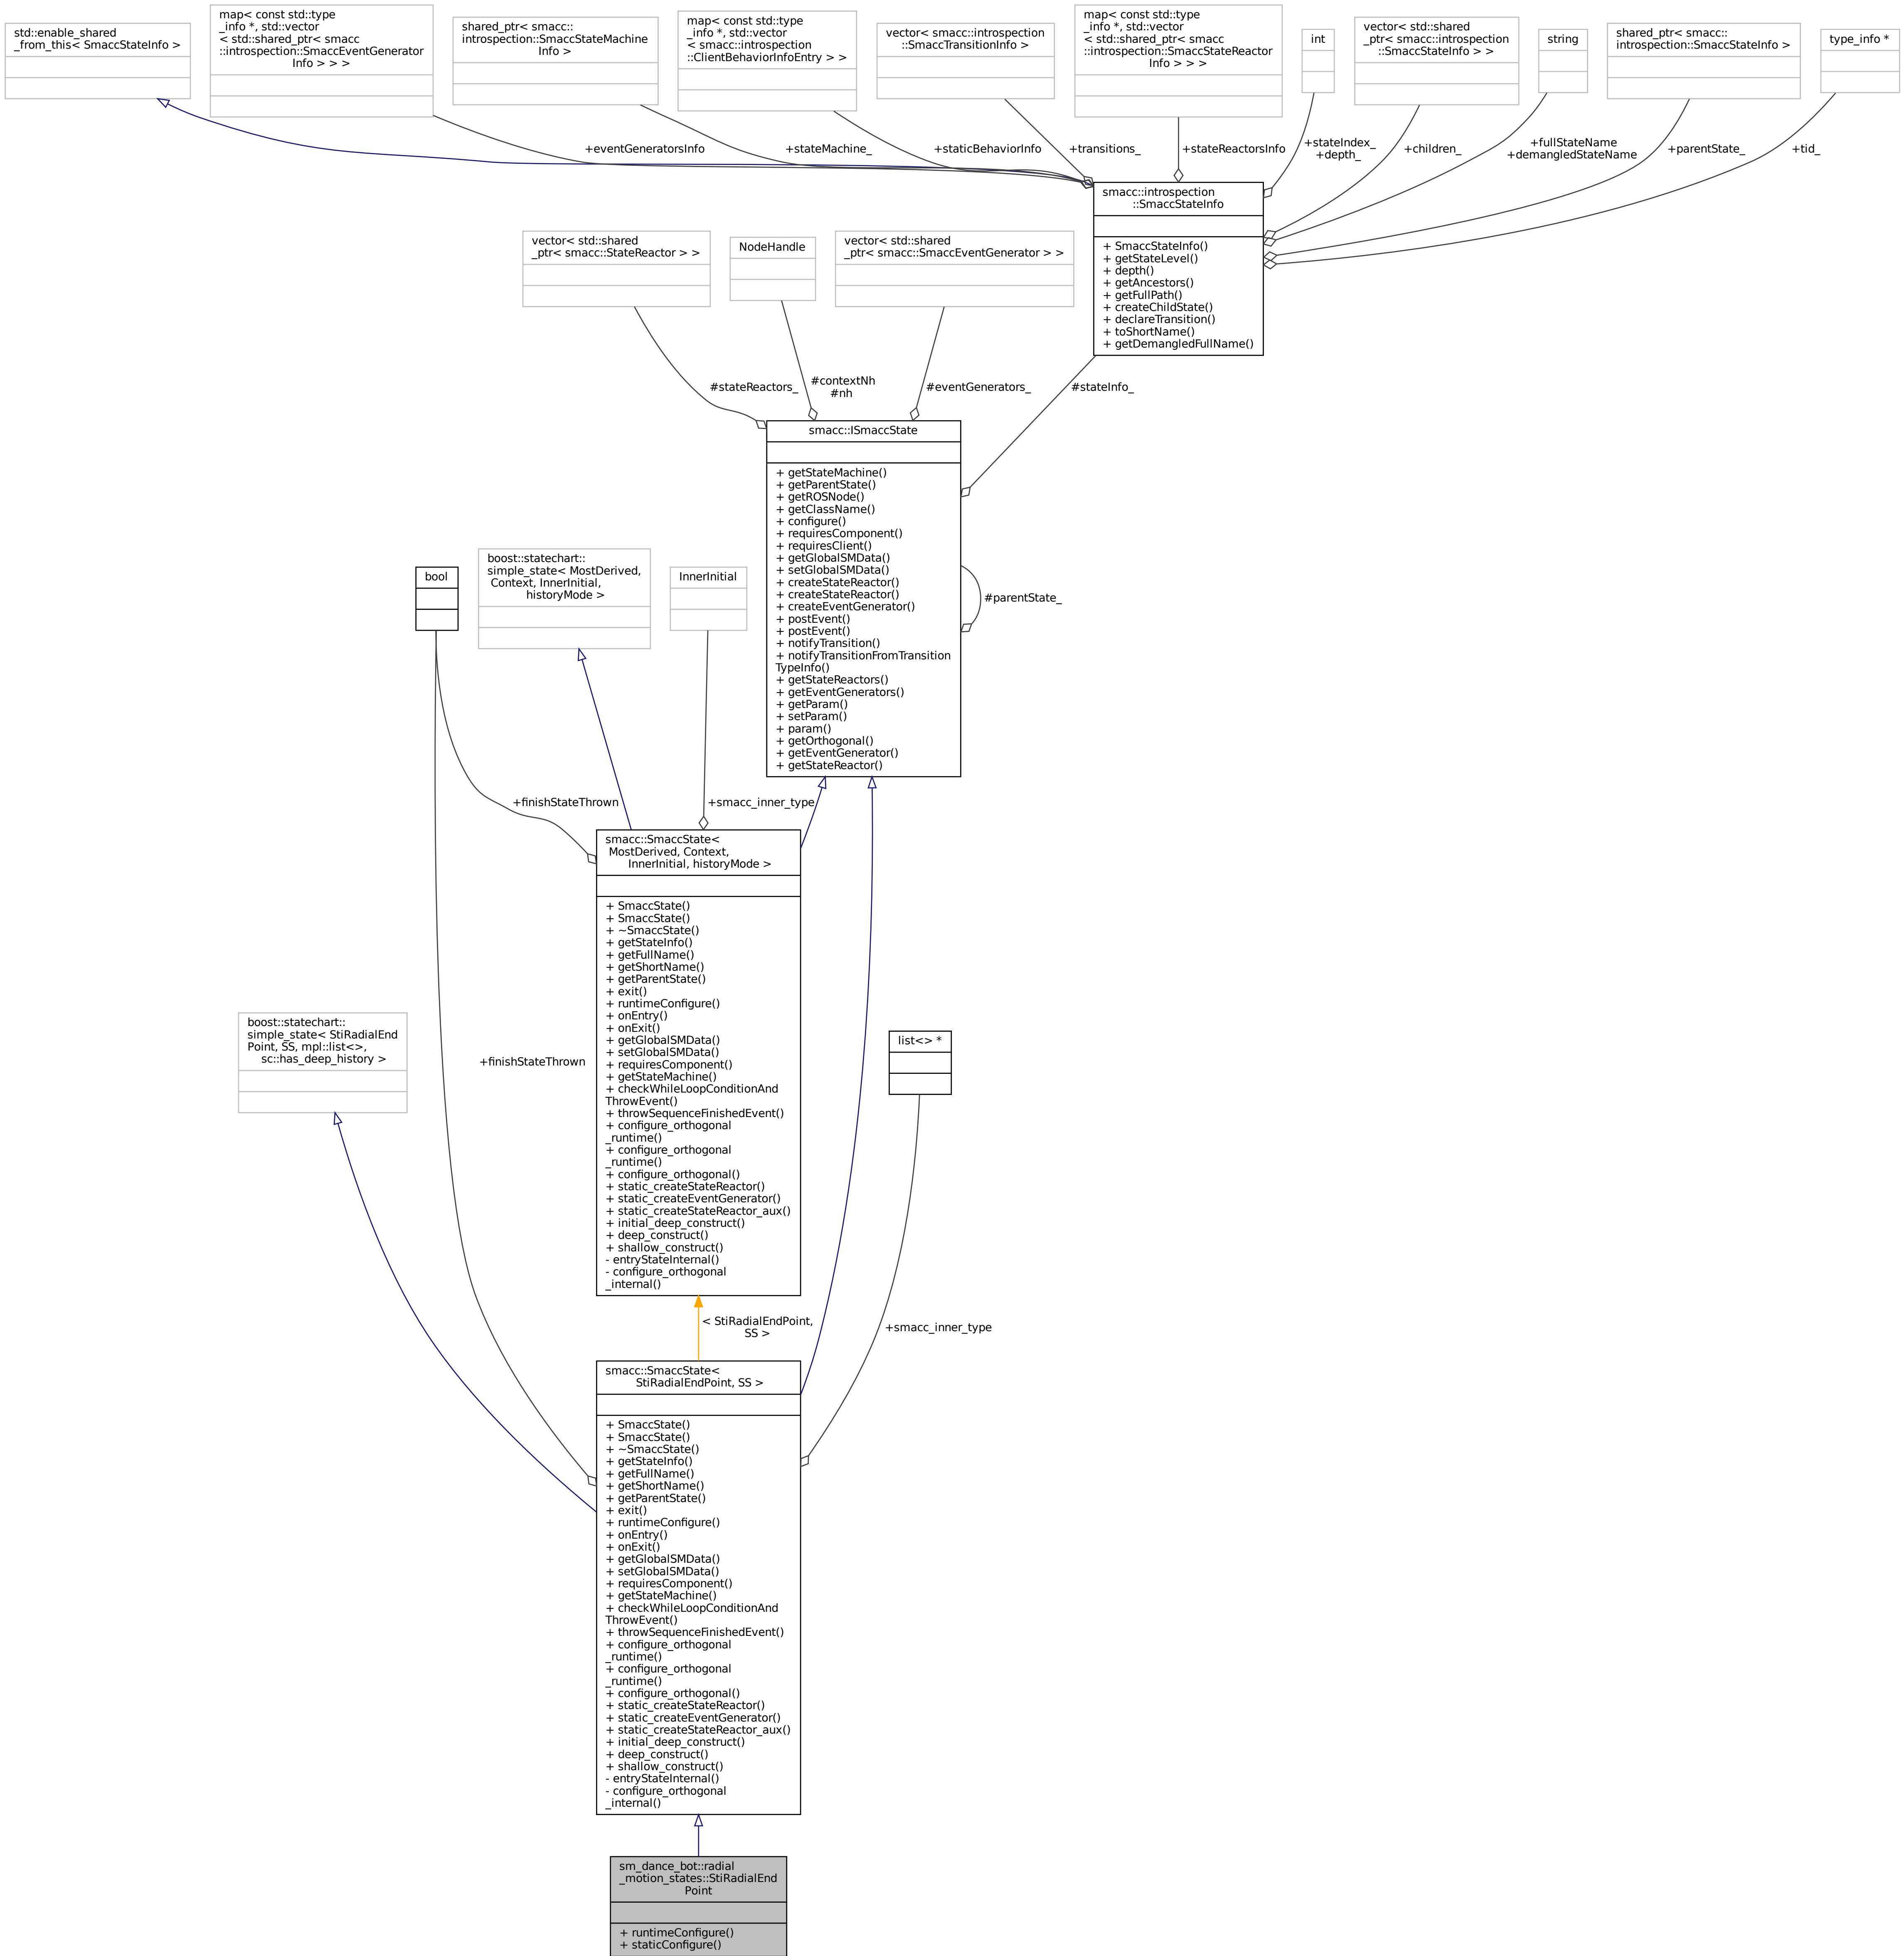 std::enable_shared
_from_this< SmaccStateInfo >
map< const std::type
_info *, std::vector
< std::shared_ptr< smacc
::introspection::SmaccEventGenerator
Info > > >
shared_ptr< smacc::
introspection::SmaccStateMachine
Info >
map< const std::type
_info *, std::vector
< smacc::introspection
::ClientBehaviorInfoEntry > >
vector< smacc::introspection
::SmaccTransitionInfo >
map< const std::type
_info *, std::vector
< std::shared_ptr< smacc
::introspection::SmaccStateReactor
Info > > >
int
vector< std::shared
_ptr< smacc::introspection
::SmaccStateInfo > >
string
shared_ptr< smacc::
introspection::SmaccStateInfo >
type_info *
+eventGeneratorsInfo
+stateMachine_
+staticBehaviorInfo
+transitions_
+stateReactorsInfo
+stateIndex_
+depth_
+children_
+fullStateName
+demangledStateName
+parentState_
+tid_
smacc::introspection
::SmaccStateInfo
+ SmaccStateInfo()
+ getStateLevel()
+ depth()
+ getAncestors()
+ getFullPath()
+ createChildState()
+ declareTransition()
+ toShortName()
+ getDemangledFullName()
vector< std::shared
_ptr< smacc::StateReactor > >
NodeHandle
vector< std::shared
_ptr< smacc::SmaccEventGenerator > >
#stateReactors_
#contextNh
#nh
#eventGenerators_
#stateInfo_
smacc::ISmaccState
+ getStateMachine()
+ getParentState()
+ getROSNode()
+ getClassName()
+ configure()
+ requiresComponent()
+ requiresClient()
+ getGlobalSMData()
+ setGlobalSMData()
+ createStateReactor()
+ createStateReactor()
+ createEventGenerator()
+ postEvent()
+ postEvent()
+ notifyTransition()
+ notifyTransitionFromTransition
TypeInfo()
+ getStateReactors()
+ getEventGenerators()
+ getParam()
+ setParam()
+ param()
+ getOrthogonal()
+ getEventGenerator()
+ getStateReactor()
#parentState_
bool
boost::statechart::
simple_state< MostDerived,
Context, InnerInitial,
historyMode >
InnerInitial
+finishStateThrown
+smacc_inner_type
smacc::SmaccState<
MostDerived, Context,
InnerInitial, historyMode >
+ SmaccState()
+ SmaccState()
+ ~SmaccState()
+ getStateInfo()
+ getFullName()
+ getShortName()
+ getParentState()
+ exit()
+ runtimeConfigure()
+ onEntry()
+ onExit()
+ getGlobalSMData()
+ setGlobalSMData()
+ requiresComponent()
+ getStateMachine()
+ checkWhileLoopConditionAnd
ThrowEvent()
+ throwSequenceFinishedEvent()
+ configure_orthogonal
_runtime()
+ configure_orthogonal
_runtime()
+ configure_orthogonal()
+ static_createStateReactor()
+ static_createEventGenerator()
+ static_createStateReactor_aux()
+ initial_deep_construct()
+ deep_construct()
+ shallow_construct()
- entryStateInternal()
- configure_orthogonal
_internal()
boost::statechart::
simple_state< StiRadialEnd
Point, SS, mpl::list<>,
sc::has_deep_history >
+finishStateThrown
list<> *
< StiRadialEndPoint,
SS >
+smacc_inner_type
smacc::SmaccState<
StiRadialEndPoint, SS >
+ SmaccState()
+ SmaccState()
+ ~SmaccState()
+ getStateInfo()
+ getFullName()
+ getShortName()
+ getParentState()
+ exit()
+ runtimeConfigure()
+ onEntry()
+ onExit()
+ getGlobalSMData()
+ setGlobalSMData()
+ requiresComponent()
+ getStateMachine()
+ checkWhileLoopConditionAnd
ThrowEvent()
+ throwSequenceFinishedEvent()
+ configure_orthogonal
_runtime()
+ configure_orthogonal
_runtime()
+ configure_orthogonal()
+ static_createStateReactor()
+ static_createEventGenerator()
+ static_createStateReactor_aux()
+ initial_deep_construct()
+ deep_construct()
+ shallow_construct()
- entryStateInternal()
- configure_orthogonal
_internal()
sm_dance_bot::radial
_motion_states::StiRadialEnd
Point
+ runtimeConfigure()
+ staticConfigure()